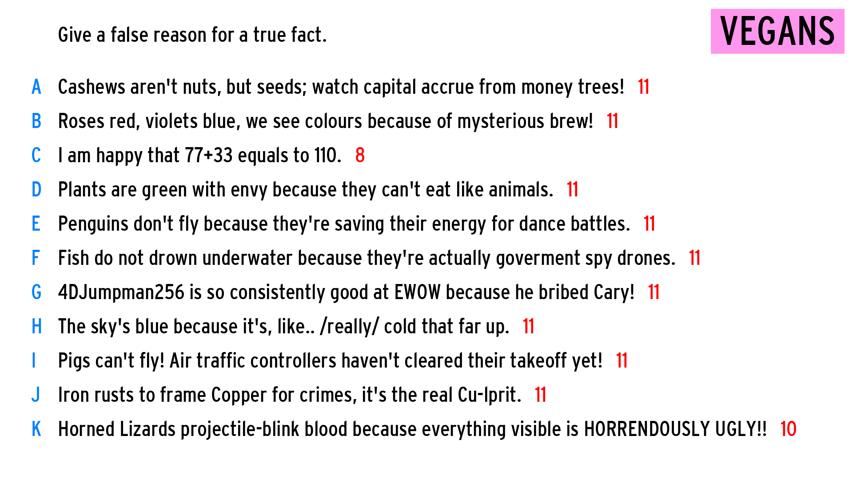 Give a false reason for a true fact.
VEGANS
A Cashews aren't nuts, but seeds; watch capital accrue from money trees! 11
B Roses red, violets blue, we see colours because of mysterious brew! 11
C I am happy that 77+33 equals to 110. 8
D Plants are green with envy because they can't eat like animals. 11
E Penguins don't fly because they're saving their energy for dance battles. 11
F Fish do not drown underwater because they're actually goverment spy drones. 11
G 4DJumpman256 is so consistently good at EWOW because he bribed Cary! 11
H The sky's blue because it's, like.. /really/ cold that far up. 11
I Pigs can't fly! Air traffic controllers haven't cleared their takeoff yet! 11
J Iron rusts to frame Copper for crimes, it's the real Cu-lprit. 11
K Horned Lizards projectile-blink blood because everything visible is HORRENDOUSLY UGLY!! 10